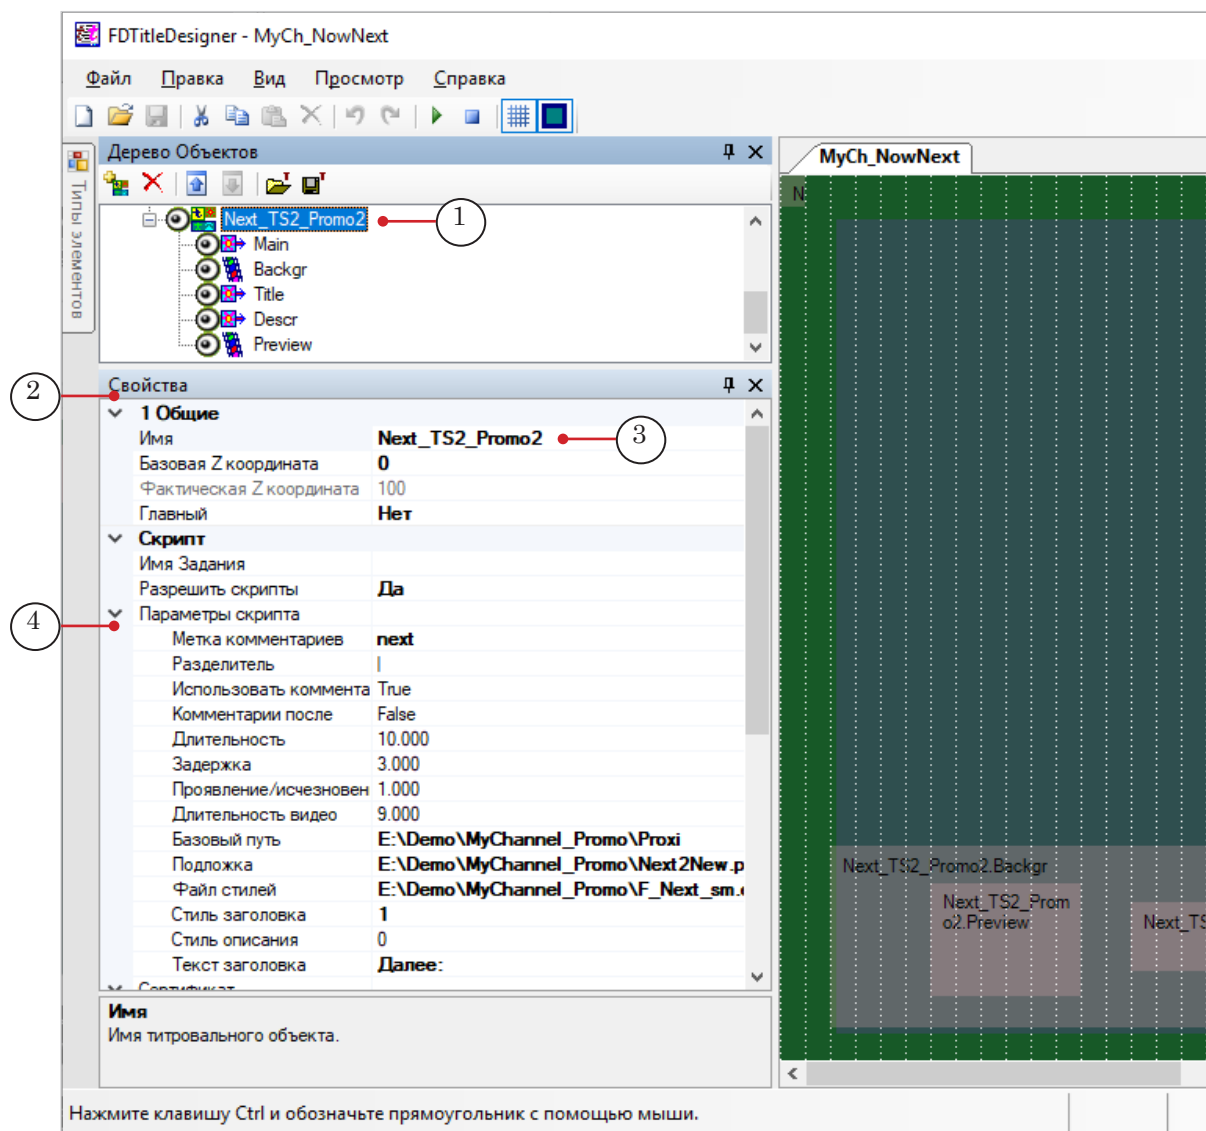 FDTitleDesigner - MyCh_NowNext
Файл Правка Вид Просмотр Справка
Типы элементов
Дерево Объектов
Next_TS2_Promo2
1
Main
Backgr
Title
Descr
Preview
2
Свойства
1 Общие
Имя Next_TS2_Promo2
3
Базовая Z координата 0
Фактическая Z координата 100
Главный Нет
Скрипт
Имя Задания
Разрешить скрипты Да
4
Параметры скрипта
Метка комментариев next
Разделитель |
Использовать коммента True
Комментарии после False
Длительность 10.000
Задержка 3.000
Проявление/исчезновен 1.000
Длительность видео 9.000
Базовый путь E:\Demo\MyChannel_Promo\Proxi
Подложка E:\Demo\MyChannel_Promo\Next2New.p
Файл стилей E:\Demo\MyChannel_Promo\F_Next_sm.
Стиль заголовка 1
Стиль описания 0
Текст заголовка Далее:
Сертификат
Имя
Имя титровального объекта.
MyCh_NowNext
N
Next_TS2_Promo2.Backgr
Next_TS2_Prom
o2.Preview
Next_TS
Нажмите клавишу Ctrl и обозначьте прямоугольник с помощью мыши.